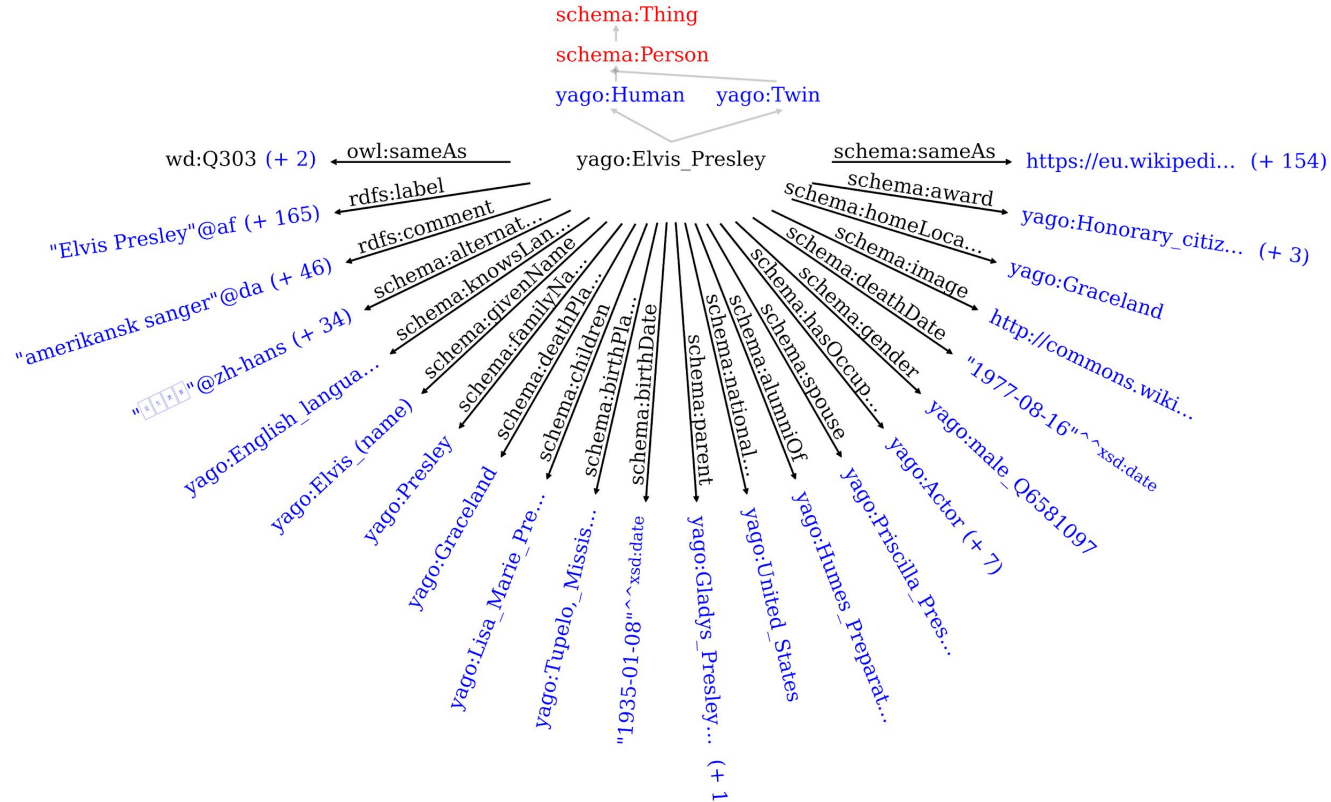 schema:Thing
schema:Person
yago:Human yago:Twin
yago:Elvis_Presley
owl:sameAs wd:Q303 (+ 2)
rdfs:label "Elvis Presley"@af (+ 165)
rdfs:comment "amerikansk sanger"@da (+ 46)
schema:alternat... "@zh-hans (+ 34)
schema:knowsLan... yago:English_langua...
schema:givenName yago:Elvis_(name)
schema:familyNa... yago:Presley
schema:deathPla... yago:Graceland
schema:children yago:Lisa_Marie_Pre...
schema:birthPla... yago:Tupelo,_Missis...
schema:birthDate "1935-01-08"^^xsd:date
schema:parent yago:Gladys_Presley... (+ 1
schema:national... yago:United_States
schema:alumniOf yago:Humes_Preparat...
schema:spouse yago:Priscilla_Pres...
schema:hasOccup... yago:Actor (+ 7)
schema:gender yago:male_Q6581097
schema:deathDate "1977-08-16"^^xsd:date
schema:image http://commons.wiki...
schema:homeLoca... yago:Graceland
schema:award yago:Honorary_citiz... (+ 3)
schema:sameAs https://eu.wikipedi... (+ 154)